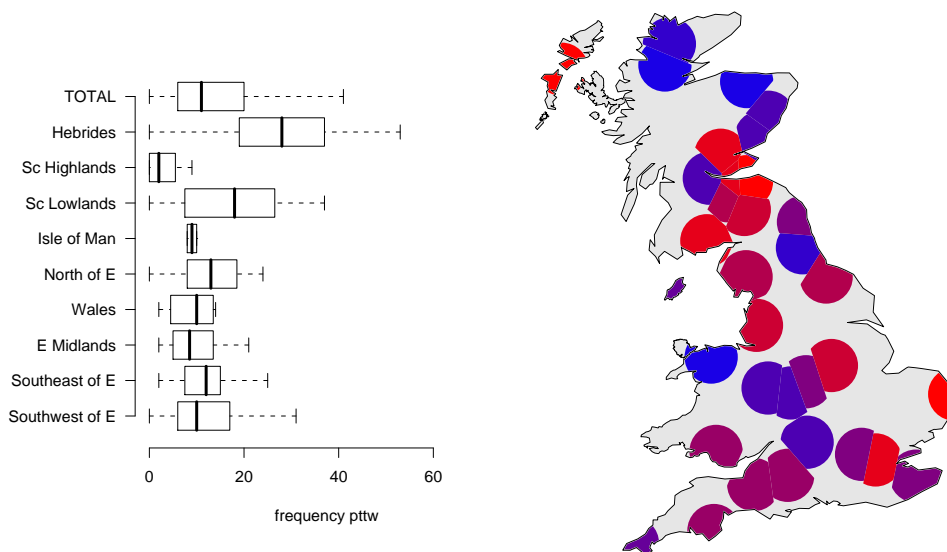 TOTAL
Hebrides
Sc Highlands
Sc Lowlands
Isle of Man
North of E
Wales
E Midlands
Southeast of E
Southwest of E
0 20 40 60
frequency pttw